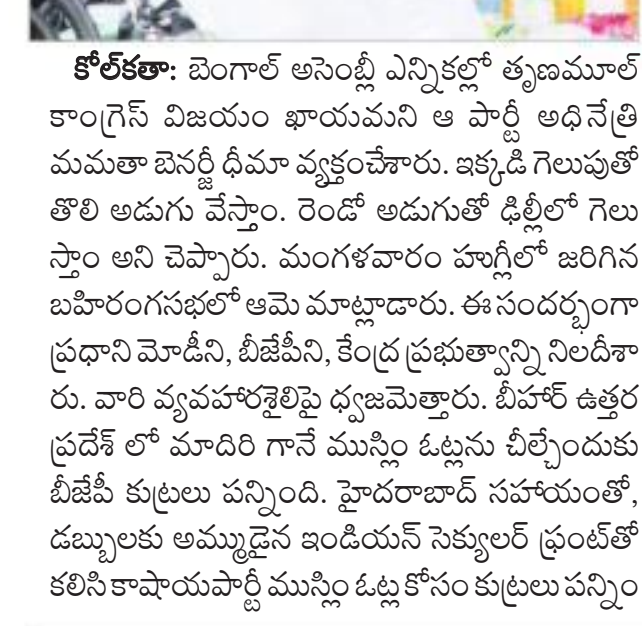 కోల్‌కతా: బెంగాల్ అసెంబ్లీ ఎన్నికల్లో తృణమూల్
కాంగ్రెస్ విజయం ఖాయమని ఆ పార్టీ అధినేత్రి
మమతా బెనర్జీ ధీమా వ్యక్తంచేశారు. ఇక్కడి గెలుపుతో
తొలి అడుగు వేస్తాం. రెండో అడుగుతో ఢిల్లీలో గెలు
స్తాం అని చెప్పారు. మంగళవారం హుగ్లీలో జరిగిన
బహిరంగసభలో ఆమె మాట్లాడారు. ఈ సందర్భంగా
ప్రధాని మోడీని, బీజేపీని, కేంద్ర ప్రభుత్వాన్ని నిలదీశా
రు. వారి వ్యవహారశైలిపై ధ్వజమెత్తారు. బీహార్ ఉత్తర
ప్రదేశ్ లో మాదిరి గానే ముస్లిం ఓట్లను చీల్చేందుకు
బీజేపీ కుట్రలు పన్నింది. హైదరాబాద్ సహాయంతో,
డబ్బులకు అమ్ముడైన ఇండియన్ సెక్యులర్ ఫ్రంట్‌తో
కలిసి కాషాయపార్టీ ముస్లిం ఓట్ల కోసం కుట్రలు పన్నిం